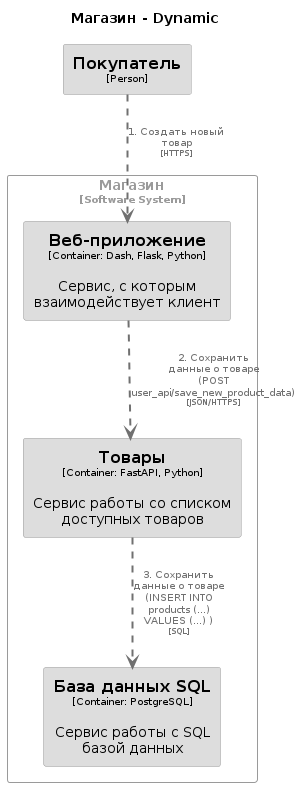 Магазин - Dynamic
Покупатель
[Person]
1. Создать новый
товар
[HTTPS]
Магазин
[Software System]
Веб-приложение
[Container: Dash, Flask, Python]
Сервис, с которым
взаимодействует клиент
2. Сохранить
данные о товаре
(POST
user_api/save_new_product_data)
[JSON/HTTPS]
Товары
[Container: FastAPI, Python]
Сервис работы со списком
доступных товаров
3. Сохранить
данные о товаре
(INSERT INTO
products (...)
VALUES (...) )
[SQL]
База данных SQL
[Container: PostgreSQL]
Сервис работы с SQL
базой данных